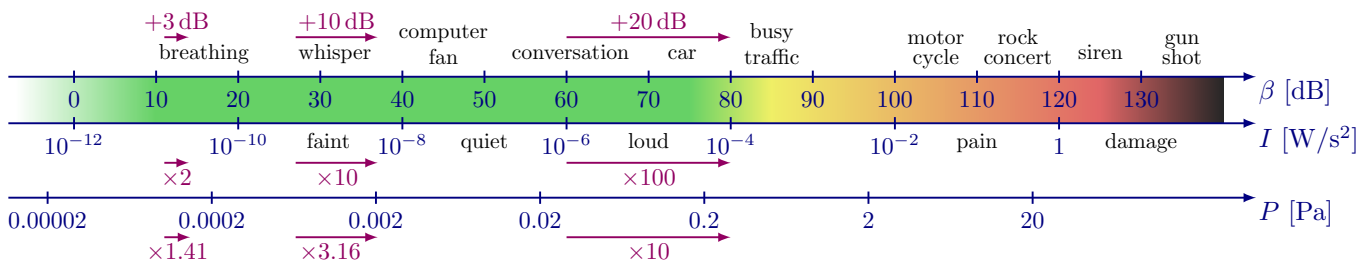 +3 dB +10 dB +20 dB
breathing whisper computer fan conversation car busy traffic motor cycle rock concert siren gun shot
0 10 20 30 40 50 60 70 80 90 100 110 120 130 β [dB]
10⁻¹² 10⁻¹⁰ faint 10⁻⁸ quiet 10⁻⁶ loud 10⁻⁴ 10⁻² pain 1 damage I [W/s²]
×2 ×10 ×100
0.00002 0.0002 0.002 0.02 0.2 2 20 P [Pa]
×1.41 ×3.16 ×10